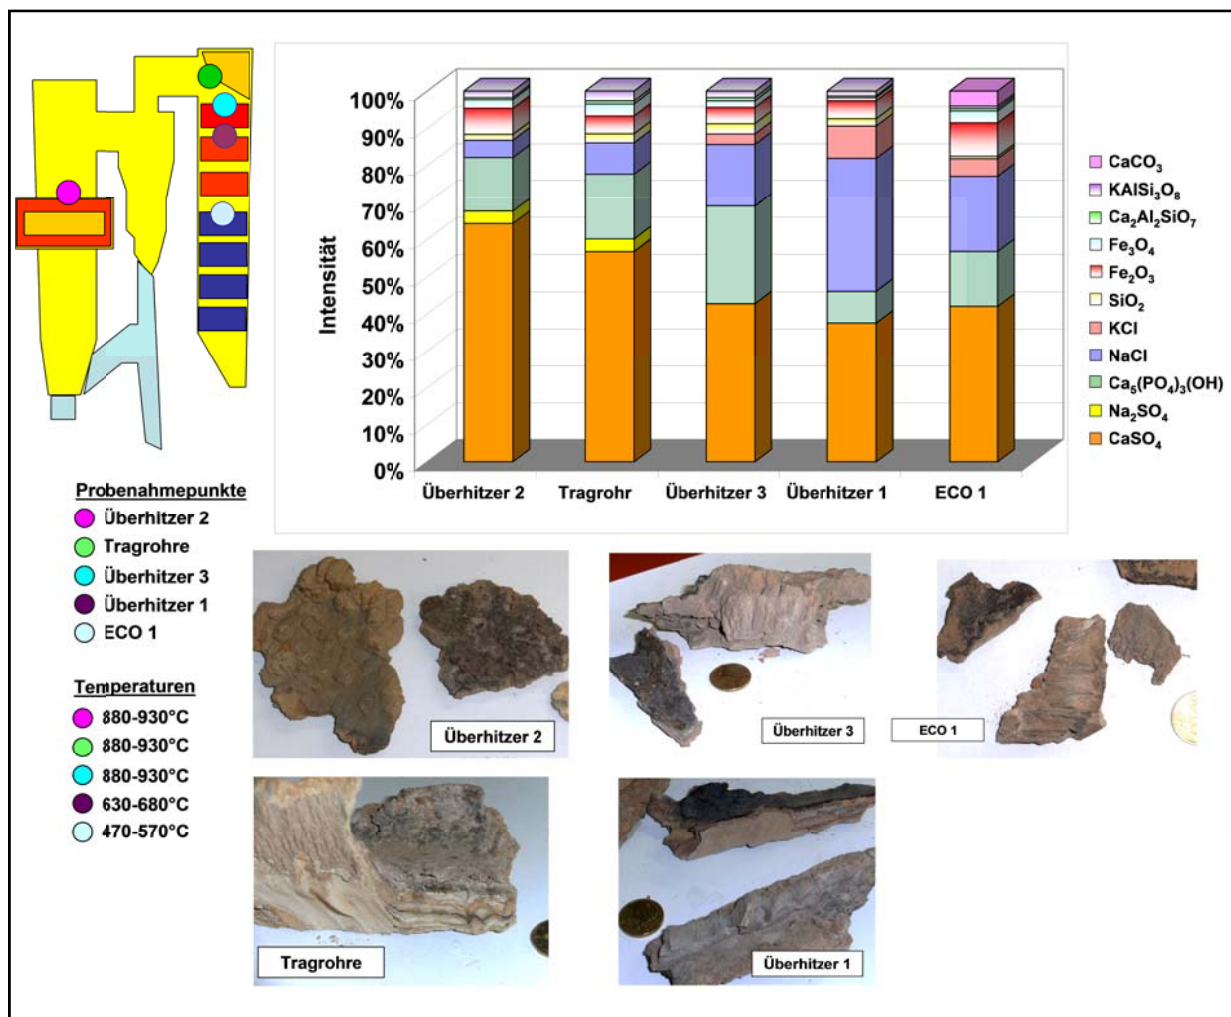 100%
90%
80%
70%
60%
50%
40%
30%
20%
10%
0%
Intensität
Überhitzer 2
Tragrohr
Überhitzer 3
Überhitzer 1
ECO 1
CaCO₃
KAlSi₃O₈
Ca₂Al₂SiO₇
Fe₃O₄
Fe₂O₃
SiO₂
KCl
NaCl
Ca₅(PO₄)₃(OH)
Na₂SO₄
CaSO₄
Probenahmepunkte
Überhitzer 2
Tragrohre
Überhitzer 3
Überhitzer 1
ECO 1
Temperaturen
880-930°C
880-930°C
880-930°C
630-680°C
470-570°C
Überhitzer 2
Überhitzer 3
ECO 1
Tragrohre
Überhitzer 1